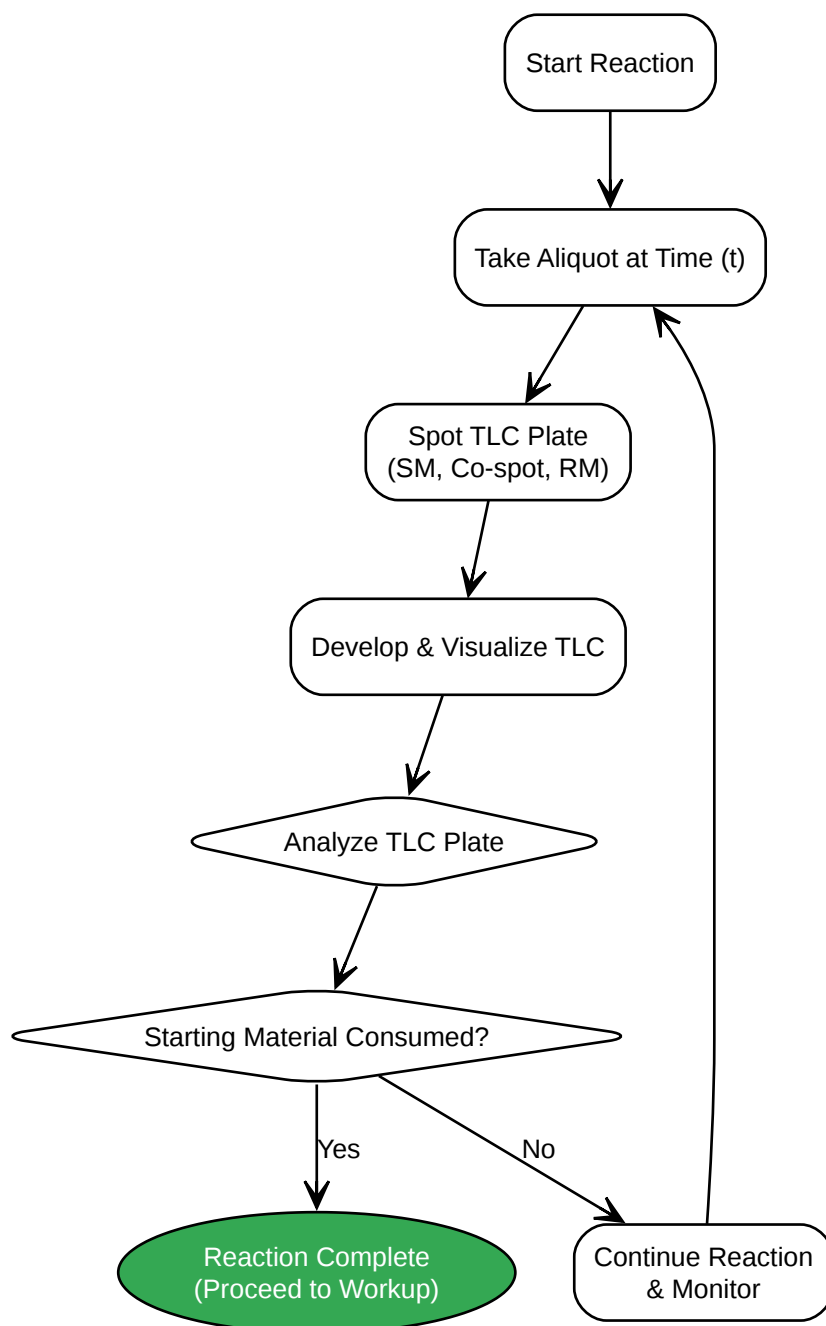 Start Reaction
Take Aliquot at Time (t)
Spot TLC Plate
(SM, Co-spot, RM)
Develop & Visualize TLC
Analyze TLC Plate
Starting Material Consumed?
Yes
No
Reaction Complete
(Proceed to Workup)
Continue Reaction
& Monitor